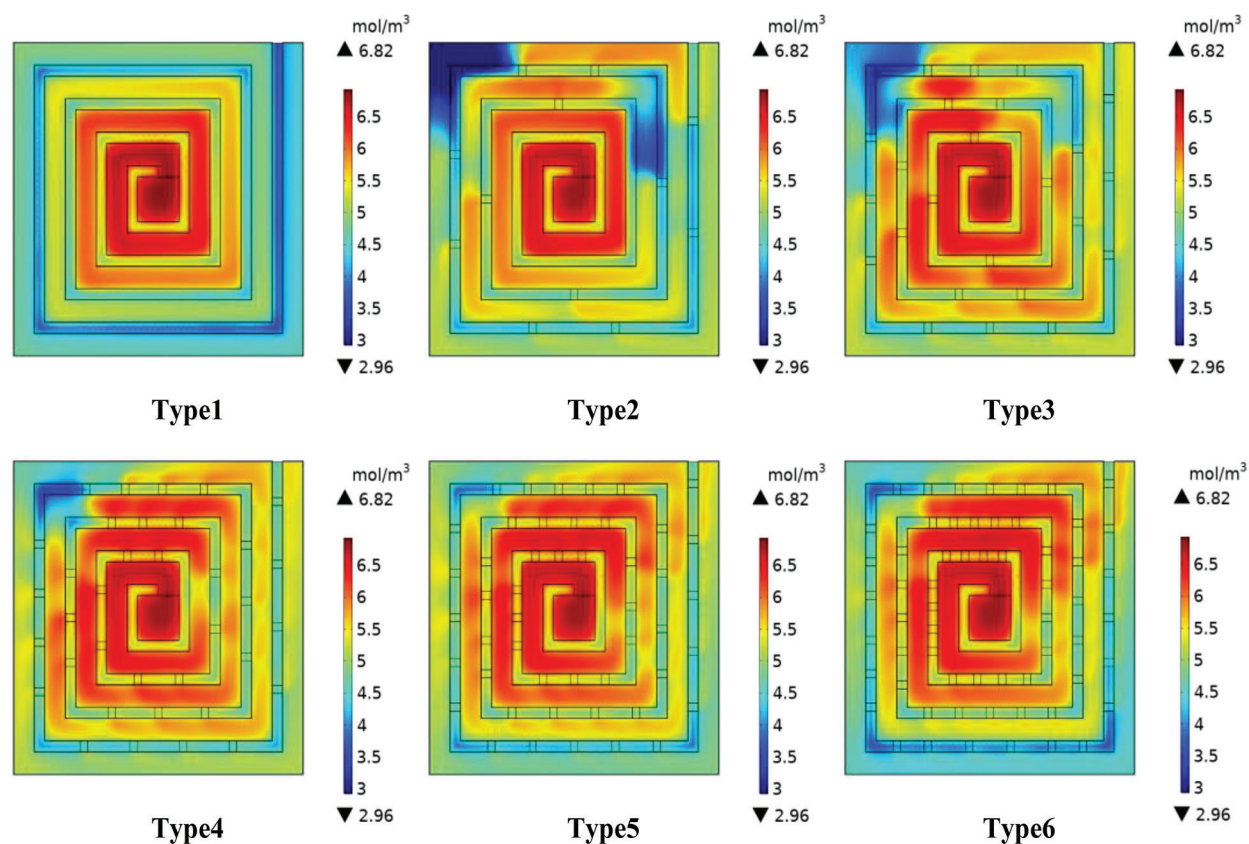 mol/m³ mol/m³ mol/m³
▲ 6.82 ▲ 6.82 ▲ 6.82
6.5 6.5 6.5
6 6 6
5.5 5.5 5.5
5 5 5
4.5 4.5 4.5
4 4 4
3.5 3.5 3.5
3 3 3
▼ 2.96 ▼ 2.96 ▼ 2.96
Type1 Type2 Type3
mol/m³ mol/m³ mol/m³
▲ 6.82 ▲ 6.82 ▲ 6.82
6.5 6.5 6.5
6 6 6
5.5 5.5 5.5
5 5 5
4.5 4.5 4.5
4 4 4
3.5 3.5 3.5
3 3 3
▼ 2.96 ▼ 2.96 ▼ 2.96
Type4 Type5 Type6